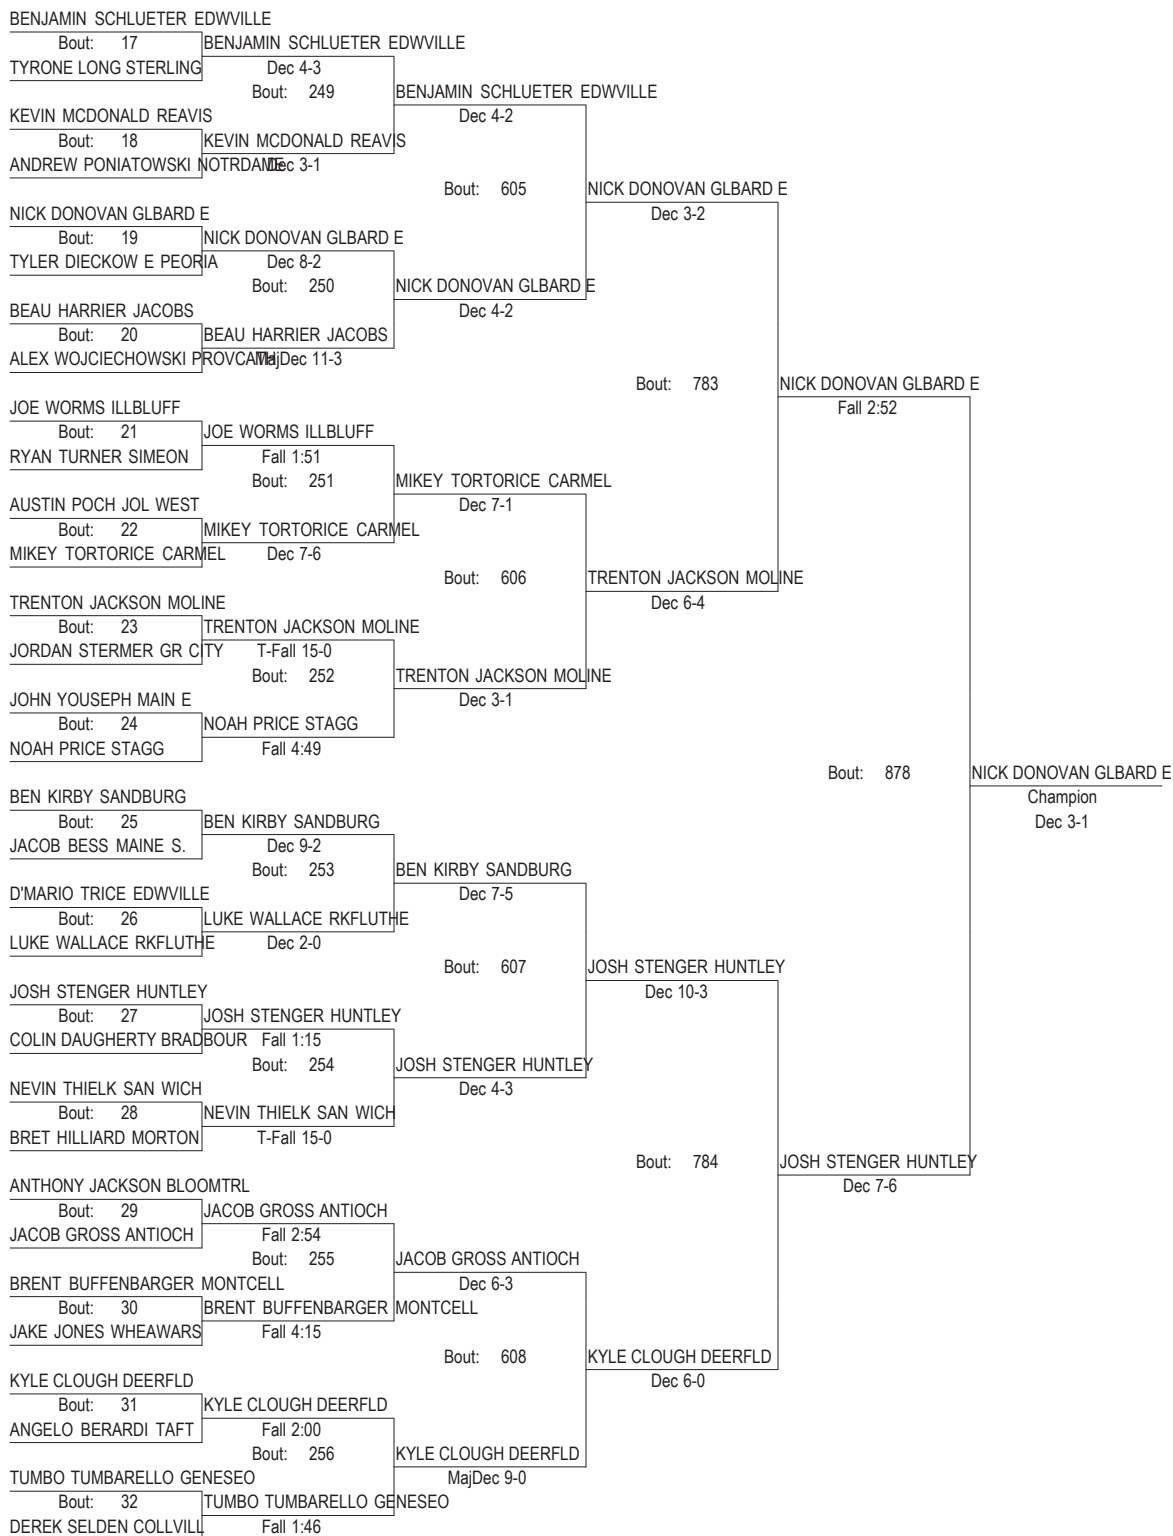 BENJAMIN SCHLUETER EDWVILLE
Bout: 17 BENJAMIN SCHLUETER EDWVILLE
TYRONE LONG STERLING Dec 4-3
Bout: 249 BENJAMIN SCHLUETER EDWVILLE
KEVIN MCDONALD REAVIS Dec 4-2
Bout: 18 KEVIN MCDONALD REAVIS
ANDREW PONIATOWSKI NOTRDAME Dec 3-1
Bout: 605 NICK DONOVAN GLBARD E
NICK DONOVAN GLBARD E Dec 3-2
Bout: 19 NICK DONOVAN GLBARD E
TYLER DIECKOW E PEORIA Dec 8-2
Bout: 250 NICK DONOVAN GLBARD E
BEAU HARRIER JACOBS Dec 4-2
Bout: 20 BEAU HARRIER JACOBS
ALEX WOJCIECHOWSKI PROVCATH MajDec 11-3
Bout: 783 NICK DONOVAN GLBARD E
JOE WORMS ILLBLUFF Fall 2:52
Bout: 21 JOE WORMS ILLBLUFF
RYAN TURNER SIMEON Fall 1:51
Bout: 251 MIKEY TORTORICE CARMEL
AUSTIN POCH JOL WEST Dec 7-1
Bout: 22 MIKEY TORTORICE CARMEL
MIKEY TORTORICE CARMEL Dec 7-6
Bout: 606 TRENTON JACKSON MOLINE
TRENTON JACKSON MOLINE Dec 6-4
Bout: 23 TRENTON JACKSON MOLINE
JORDAN STERMER GR CITY T-Fall 15-0
Bout: 252 TRENTON JACKSON MOLINE
JOHN YOUSEPH MAIN E Dec 3-1
Bout: 24 NOAH PRICE STAGG
NOAH PRICE STAGG Fall 4:49
Bout: 878 NICK DONOVAN GLBARD E
BEN KIRBY SANDBURG Champion
Bout: 25 BEN KIRBY SANDBURG Dec 3-1
JACOB BESS MAINE S. Dec 9-2
Bout: 253 BEN KIRBY SANDBURG
D'MARIO TRICE EDWVILLE Dec 7-5
Bout: 26 LUKE WALLACE RKFLUTHE
LUKE WALLACE RKFLUTHE Dec 2-0
Bout: 607 JOSH STENGER HUNTLEY
JOSH STENGER HUNTLEY Dec 10-3
Bout: 27 JOSH STENGER HUNTLEY
COLIN DAUGHERTY BRADBOUR Fall 1:15
Bout: 254 JOSH STENGER HUNTLEY
NEVIN THIELK SAN WICH Dec 4-3
Bout: 28 NEVIN THIELK SAN WICH
BRET HILLIARD MORTON T-Fall 15-0
Bout: 784 JOSH STENGER HUNTLEY
ANTHONY JACKSON BLOOMTRL Dec 7-6
Bout: 29 JACOB GROSS ANTIOCH
JACOB GROSS ANTIOCH Fall 2:54
Bout: 255 JACOB GROSS ANTIOCH
BRENT BUFFENBARGER MONTCELL Dec 6-3
Bout: 30 BRENT BUFFENBARGER MONTCELL
JAKE JONES WHEAWARS Fall 4:15
Bout: 608 KYLE CLOUGH DEERFLD
KYLE CLOUGH DEERFLD Dec 6-0
Bout: 31 KYLE CLOUGH DEERFLD
ANGELO BERARDI TAFT Fall 2:00
Bout: 256 KYLE CLOUGH DEERFLD
TUMBO TUMBARELLO GENESEO MajDec 9-0
Bout: 32 TUMBO TUMBARELLO GENESEO
DEREK SELDEN COLLVILL Fall 1:46